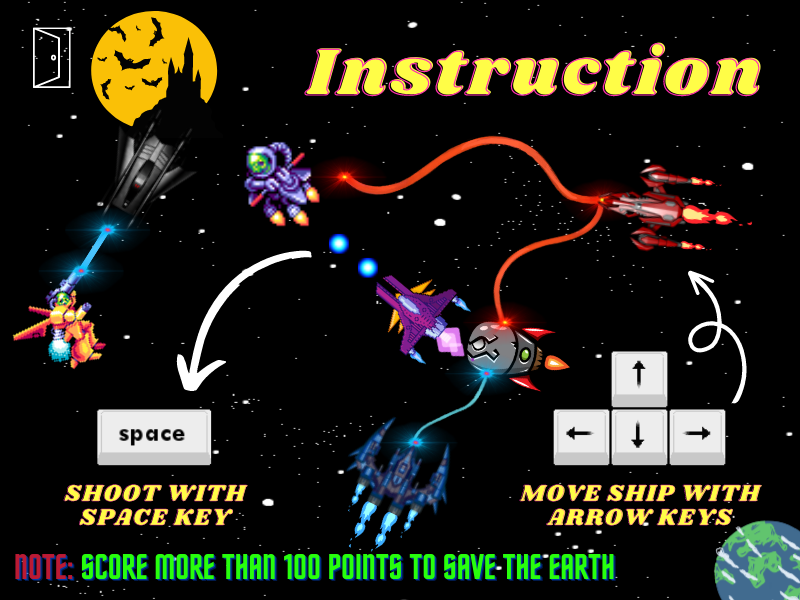 Instruction
space
SHOOT WITH
SPACE KEY
↑
← ↓ →
MOVE SHIP WITH
ARROW KEYS
NOTE: SCORE MORE THAN 100 POINTS TO SAVE THE EARTH